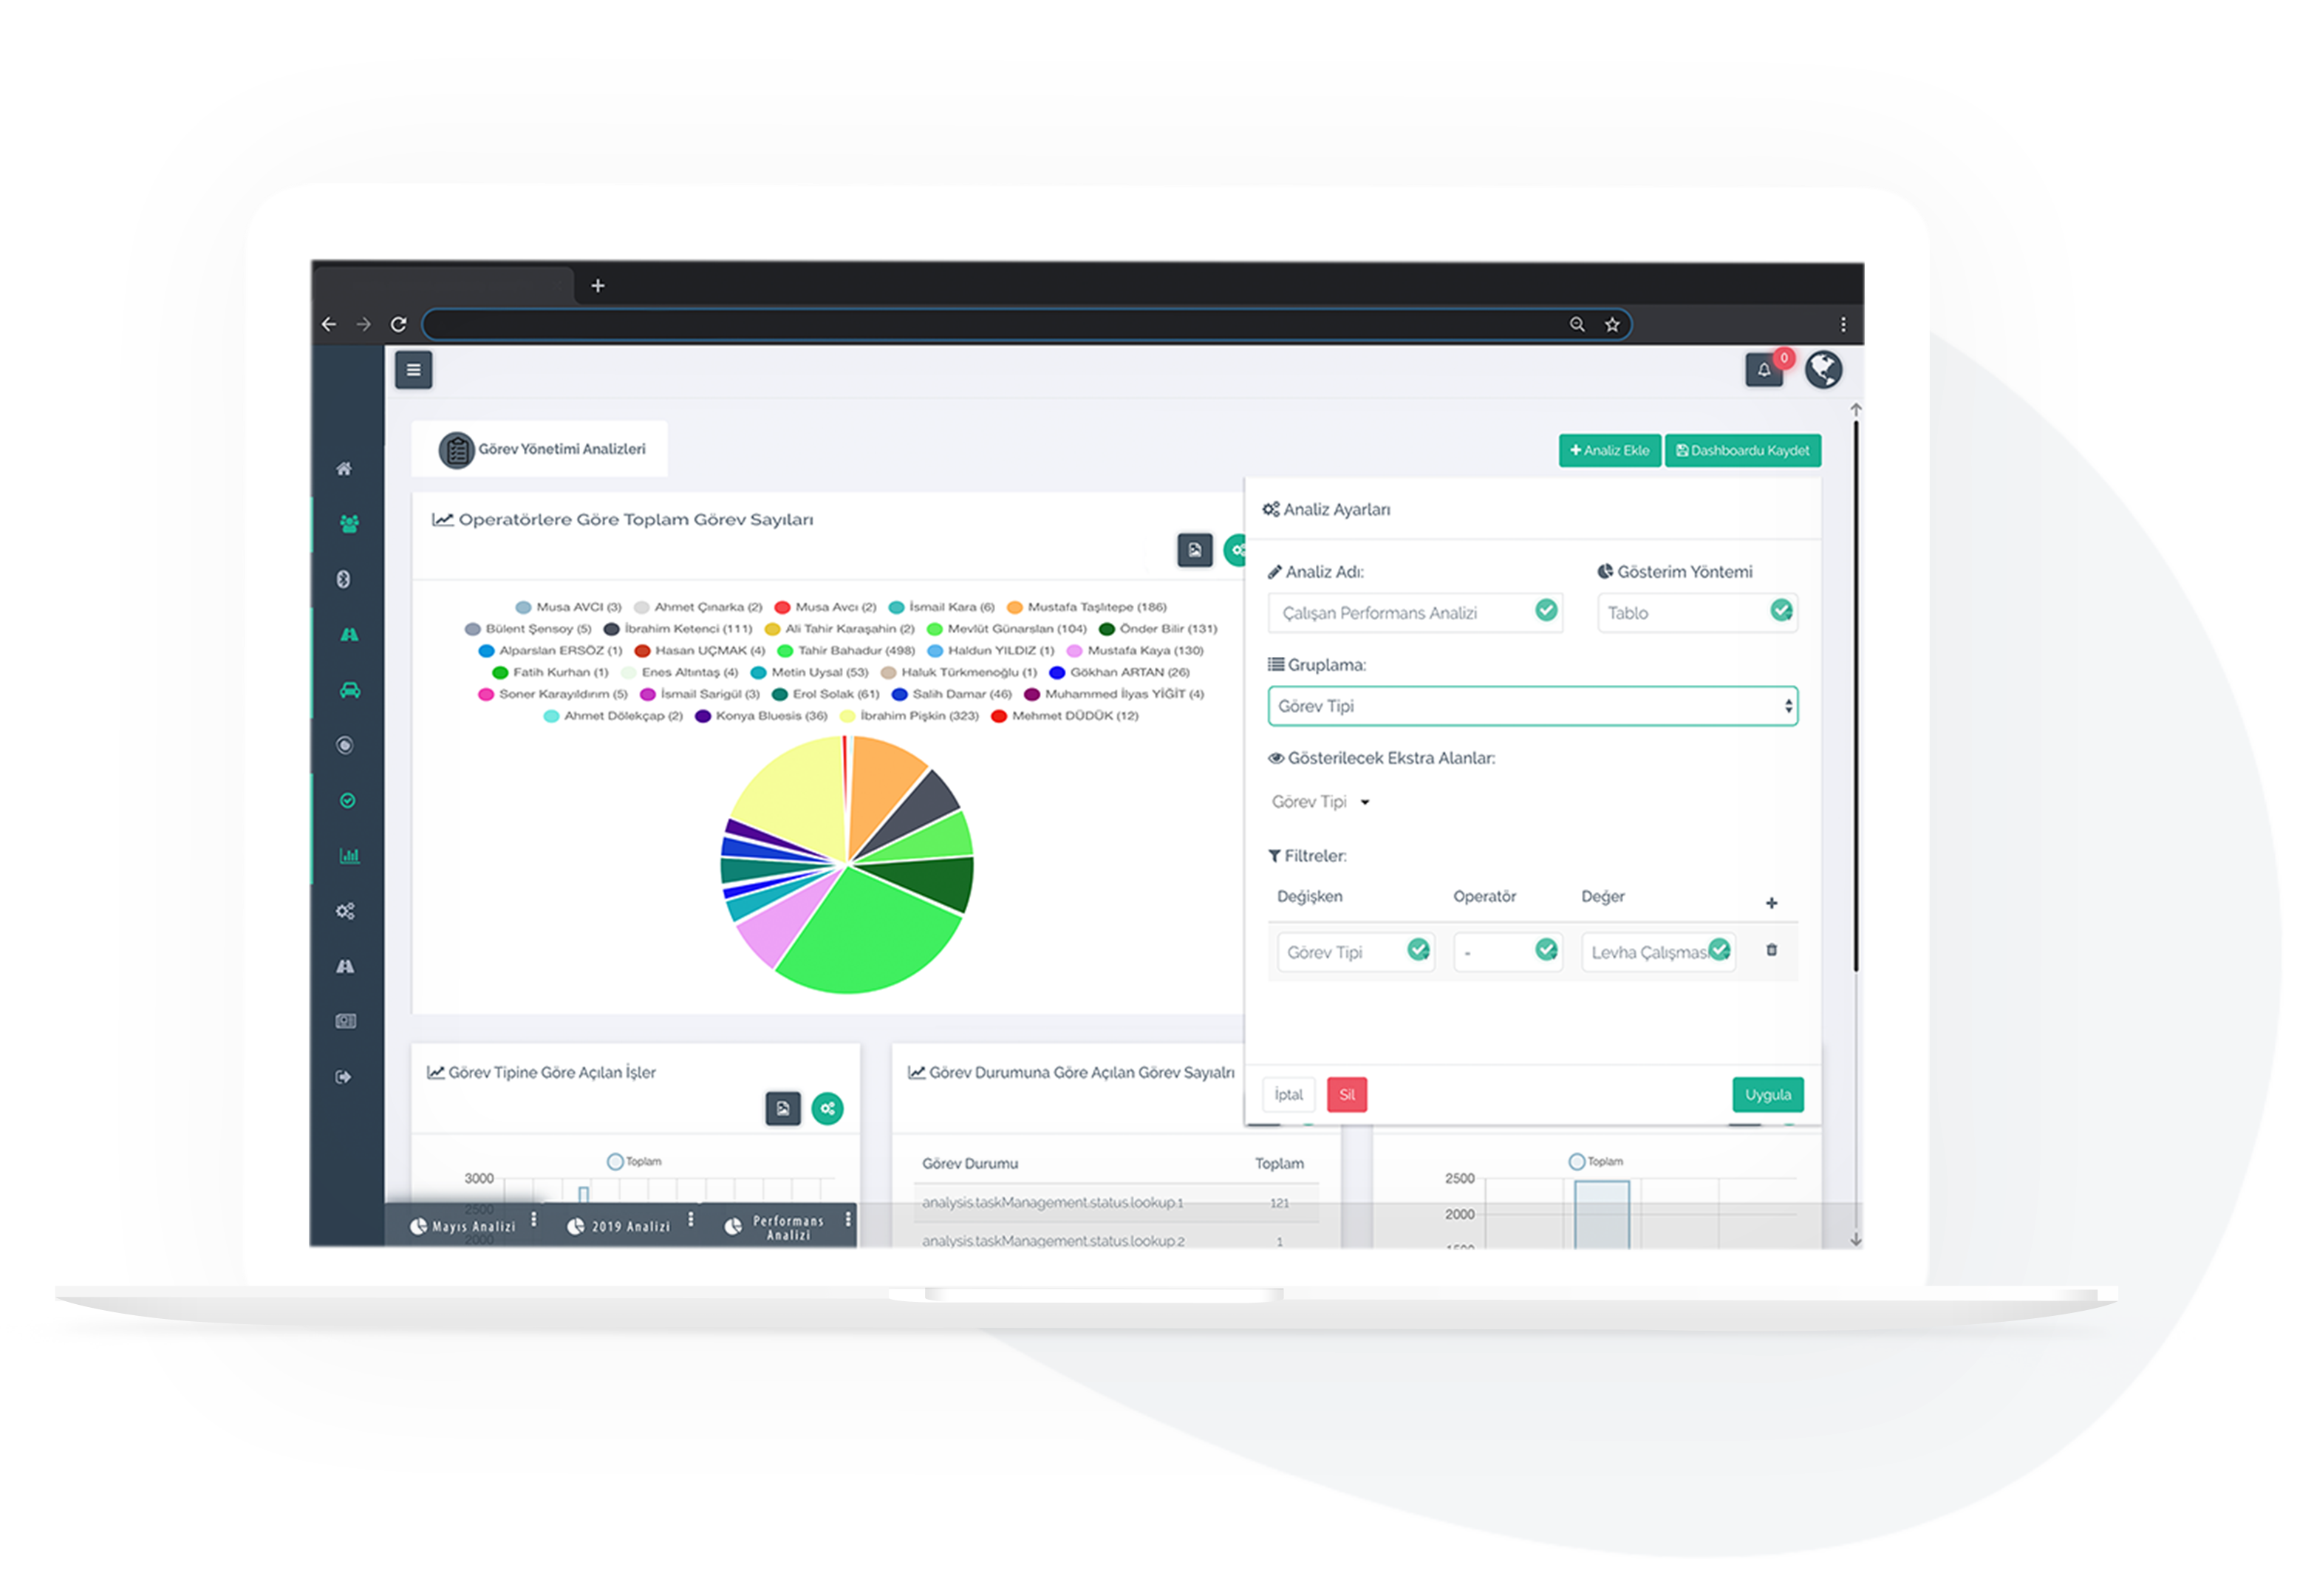 0
Görev Yönetimi Analizleri
Analiz Ekle
Dashboardu Kaydet
Operatörlere Göre Toplam Görev Sayıları
Musa AVCI (3) Ahmet Çınarka (2) Musa Avcı (2) İsmail Kara (6) Mustafa Taşlıtepe (186)
Bülent Şensoy (5) İbrahim Ketenci (111) Ali Tahir Karaşahin (2) Mevlüt Günarslan (104) Önder Bilir (131)
Alparslan ERSÖZ (1) Hasan UÇMAK (4) Tahir Bahadur (498) Haldun YILDIZ (1) Mustafa Kaya (130)
Fatih Kurhan (1) Enes Altıntaş (4) Metin Uysal (53) Haluk Türkmenoğlu (1) Gökhan ARTAN (26)
Soner Karayıldırım (5) İsmail Sarigül (3) Erol Solak (61) Salih Damar (46) Muhammed İlyas YİĞİT (4)
Ahmet Dölekçap (2) Konya Bluesis (36) İbrahim Pişkin (323) Mehmet DÜDÜK (12)
Analiz Ayarları
Analiz Adı: Gösterim Yöntemi
Çalışan Performans Analizi Tablo
Gruplama:
Görev Tipi
Gösterilecek Ekstra Alanlar:
Görev Tipi
Filtreler:
Değişken Operatör Değer
Görev Tipi - Levha Çalışması
İptal Sil Uygula
Görev Tipine Göre Açılan İşler
Toplam
3000
2500
2000
Görev Durumuna Göre Açılan Görev Sayıalrı
Görev Durumu Toplam
analysis.taskManagement.status.lookup.1 121
analysis.taskManagement.status.lookup.2 1
Toplam
2500
2000
1500
Mayıs Analizi
2019 Analizi
Performans
Analizi